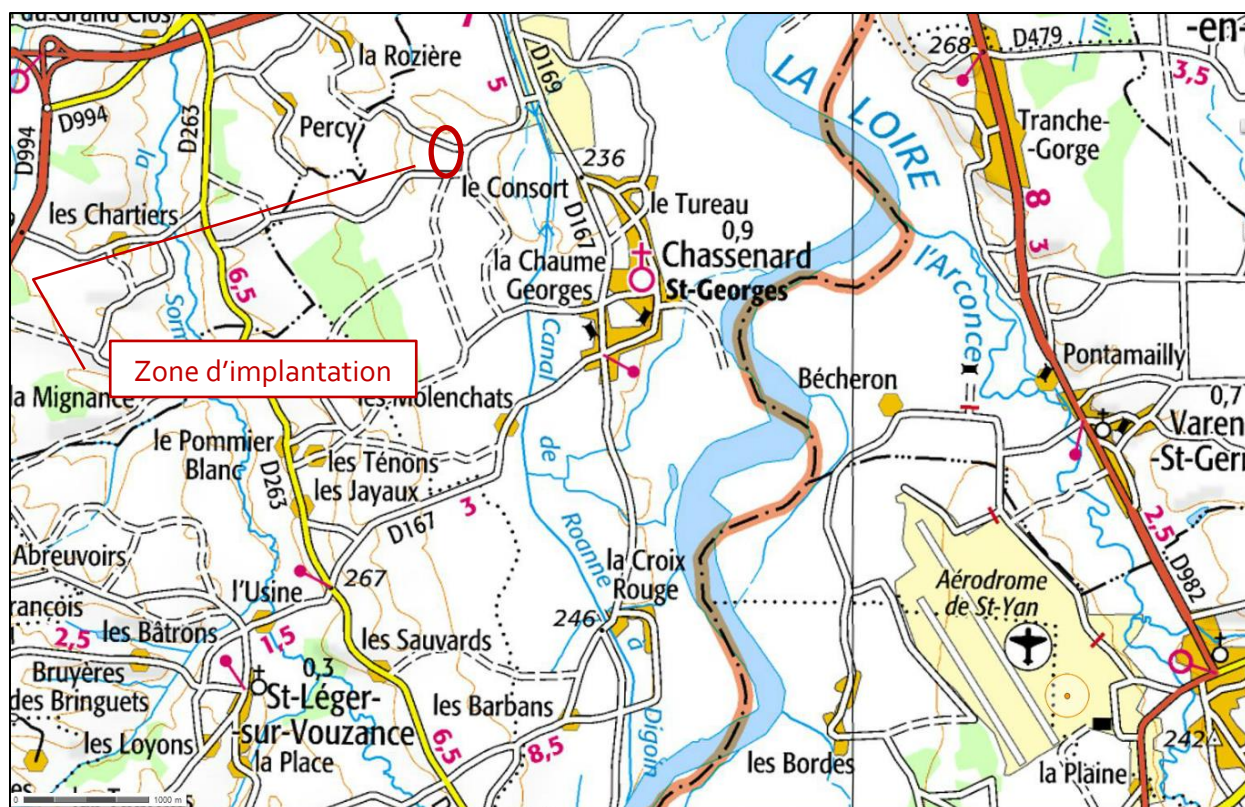 du Grand Clos
-en-
268
D479
la Rozière
D169
LA LOIRE
3,5
5
D994
D994
D263
la
Percy
Tranche-
-Gorge
236
le Consort
le Tureau
8
les Chartiers
D167
0,9
3
la Chaume
Georges
Chassenard
St-Georges
l'Arconce
6,5
Sorn
Canal
Zone d'implantation
Pontamailly
la Mignance
les Molenchats
Bécheron
0,7
de
Varen
-St-Germ
le Pommier
Blanc
les Ténons
les Jayaux
D263
3
D167
Roanne
2,5
Abreuvoirs
la Croix
Rouge
Aérodrome
de St-Yan
D982
l'Usine
267
rançois
2,5
les Bâtrons
1,5
246
à
les Sauvards
Bruyères
des Bringuets
0,3
St-Léger-
-sur-Vouzance
les Barbans
Digoin
6,5
8,5
les Loyons
la Place
les Bordes
242
la Plaine
0
1000 m